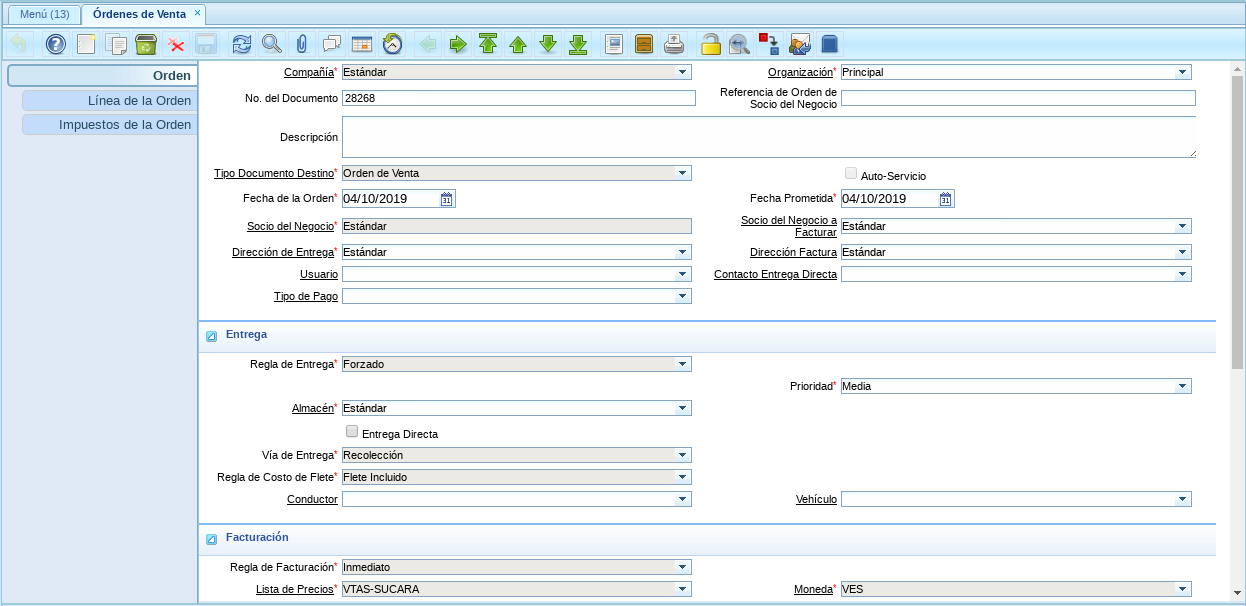 Menú (13) Órdenes de Venta ×
Orden
Línea de la Orden
Impuestos de la Orden
Compañía* Estándar Organización* Principal
No. del Documento 28268 Referencia de Orden de
Socio del Negocio
Descripción
Tipo Documento Destino* Orden de Venta Auto-Servicio
Fecha de la Orden* 04/10/2019 31 Fecha Prometida* 04/10/2019 31
Socio del Negocio* Estándar Socio del Negocio a
Facturar Estándar
Dirección de Entrega* Estándar Dirección Factura Estándar
Usuario Contacto Entrega Directa
Tipo de Pago
Entrega
Regla de Entrega* Forzado
Prioridad* Media
Almacén* Estándar
Entrega Directa
Vía de Entrega* Recolección
Regla de Costo de Flete* Flete Incluido
Conductor Vehículo
Facturación
Regla de Facturación* Inmediato
Lista de Precios* VTAS-SUCARA Moneda* VES